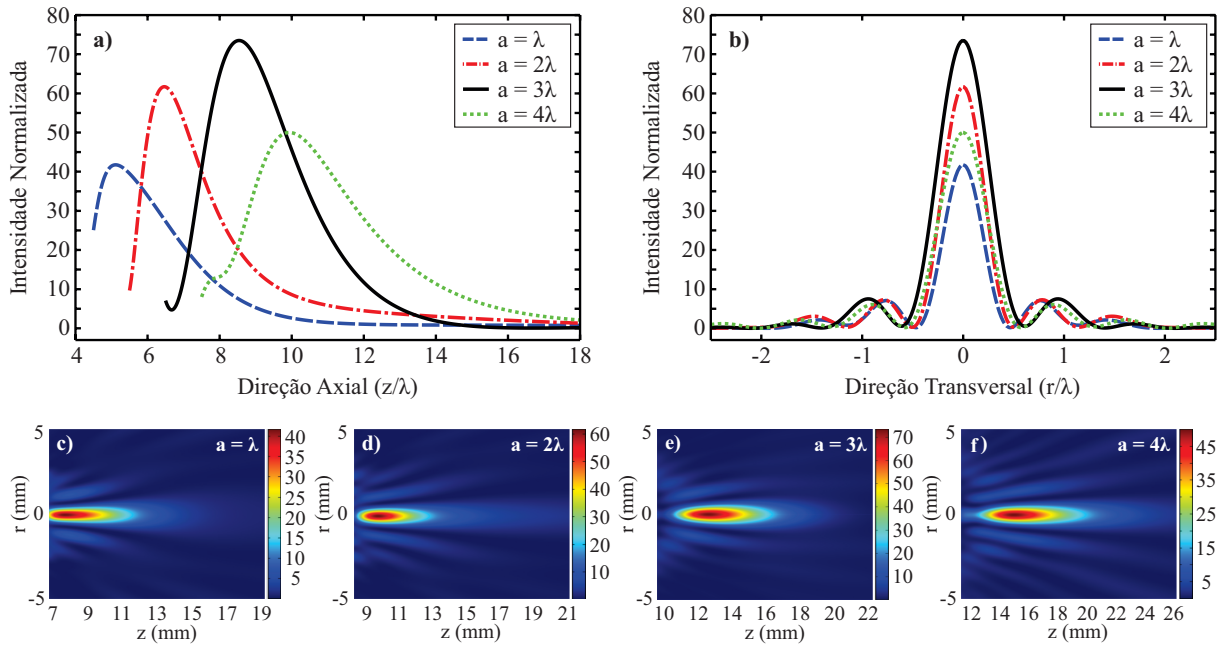 a)
Intensidade Normalizada
80
70
60
50
40
30
20
10
0
4 6 8 10 12 14 16 18
Direção Axial (z/λ)
a = λ
a = 2λ
a = 3λ
a = 4λ
b)
Intensidade Normalizada
80
70
60
50
40
30
20
10
0
-2 -1 0 1 2
Direção Transversal (r/λ)
a = λ
a = 2λ
a = 3λ
a = 4λ
c) a = λ
r (mm)
5
0
-5
7 9 11 13 15 17 19
z (mm)
40
35
30
25
20
15
10
5
d) a = 2λ
r (mm)
5
0
-5
9 11 13 15 17 19 21
z (mm)
60
50
40
30
20
10
e) a = 3λ
r (mm)
5
0
-5
10 12 14 16 18 20 22
z (mm)
70
60
50
40
30
20
10
f) a = 4λ
r (mm)
5
0
-5
12 14 16 18 20 22 24 26
z (mm)
45
35
25
15
5